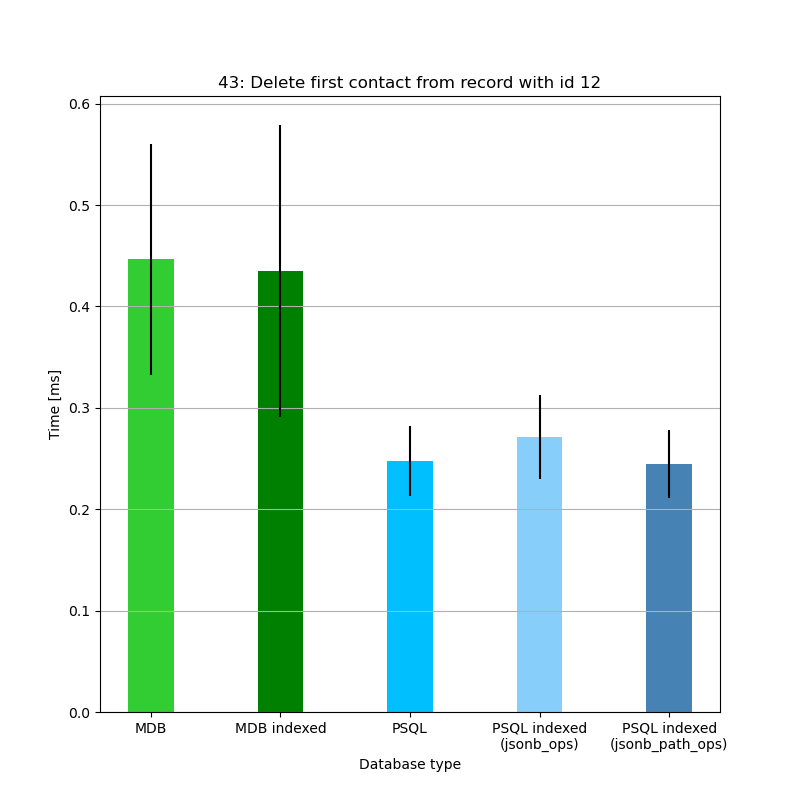 43: Delete first contact from record with id 12
Time [ms]
0.6
0.5
0.4
0.3
0.2
0.1
0.0
MDB
MDB indexed
PSQL
PSQL indexed
(jsonb_ops)
PSQL indexed
(jsonb_path_ops)
Database type